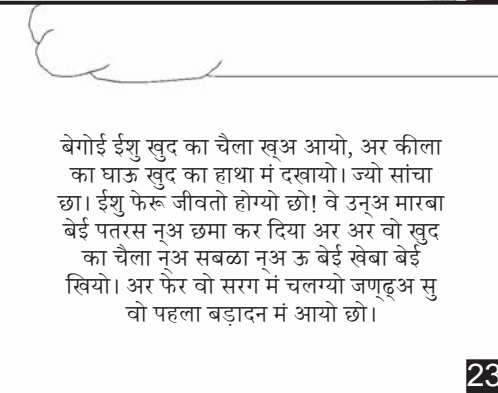 बेगोई ईशु खुद का चैला ख्अ आयो, अर कीला
का घाऊ खुद का हाथा मं दखायो। ज्यो सांचा
छा। ईशु फेरू जीवतो होग्यो छो! वे उन्अ मारबा
बेई पतरस न्अ छमा कर दिया अर अर वो खुद
का चैला न्अ सबळा न्अ ऊ बेई खेबा बेई
खियो। अर फेर वो सरग मं चलग्यो जण्ढ्अ सु
वो पहला बड़ादन मं आयो छो।
23